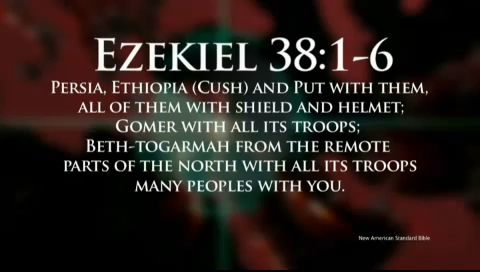 Ezekiel 38:1-6
Persia, Ethiopia (Cush) and Put with them,
all of them with shield and helmet;
Gomer with all its troops;
Beth-togarmah from the remote
parts of the north with all its troops
many peoples with you.
New American Standard Bible